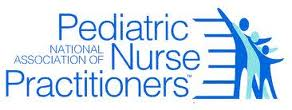 Pediatric
NATIONAL
ASSOCIATION OF Nurse
Practitioners™